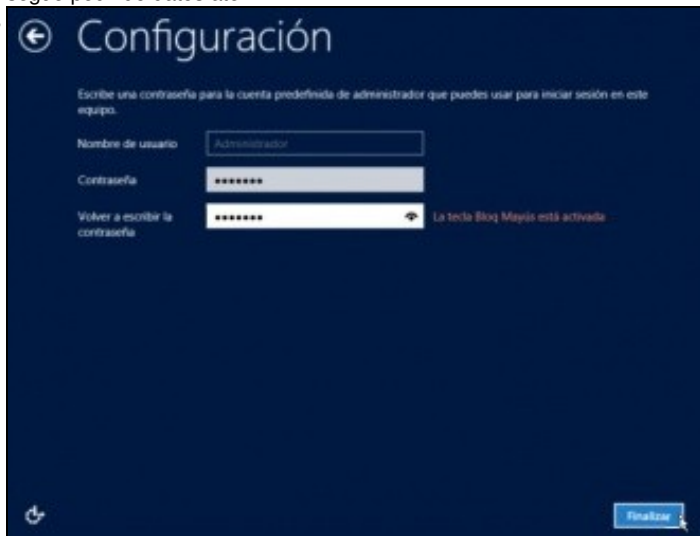 Configuración
Escribe una contraseña para la cuenta predefinida de administrador que puedes usar para iniciar sesión en este
equipo.
Nombre de usuario
Administrador
Contraseña
•••••••
Volver a escribir la
contraseña
•••••••
La tecla Bloq Mayús está activada
Finalizar